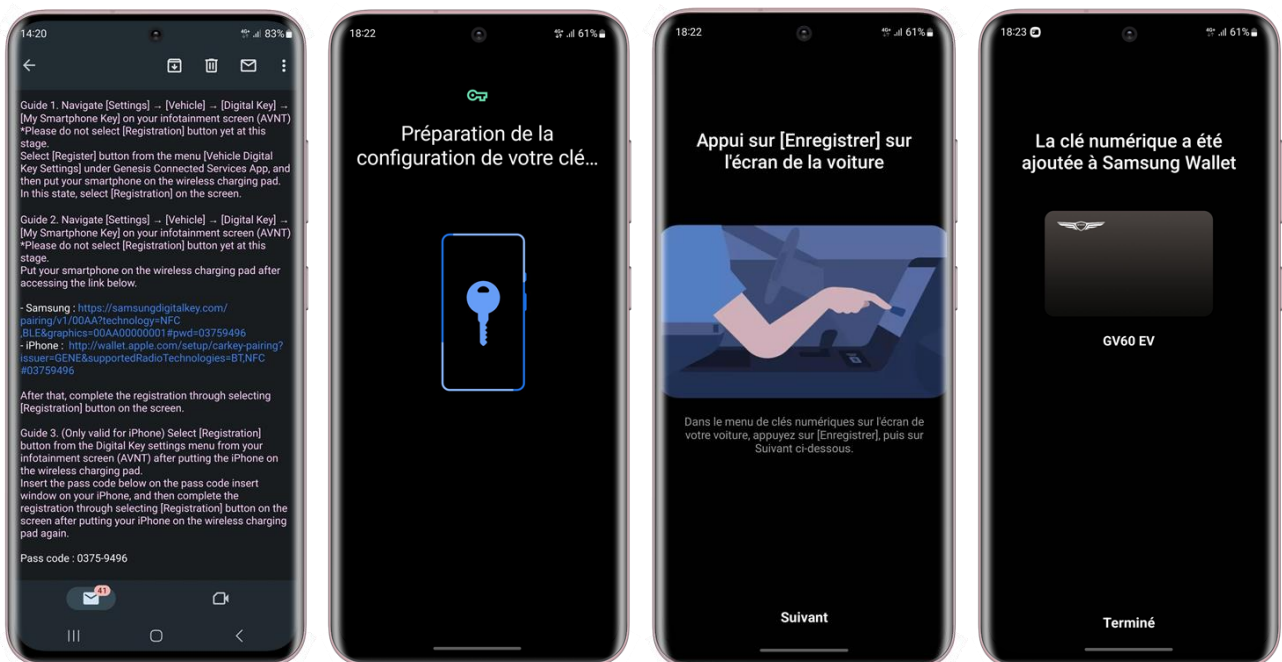 14:20
4G+ 83%
Guide 1. Navigate [Settings] → [Vehicle] → [Digital Key] →
[My Smartphone Key] on your infotainment screen (AVNT)
*Please do not select [Registration] button yet at this
stage.
Select [Register] button from the menu [Vehicle Digital
Key Settings] under Genesis Connected Services App, and
then put your smartphone on the wireless charging pad.
In this state, select [Registration] on the screen.
Guide 2. Navigate [Settings] → [Vehicle] → [Digital Key] →
[My Smartphone Key] on your infotainment screen (AVNT)
*Please do not select [Registration] button yet at this
stage.
Put your smartphone on the wireless charging pad after
accessing the link below.
- Samsung : https://samsungdigitalkey.com/
pairing/v1/00AA?technology=NFC
,BLE&graphics=00AA00000001#pwd=03759496
- iPhone : http://wallet.apple.com/setup/carkey-pairing?
issuer=GENE&supportedRadioTechnologies=BT,NFC
#03759496
After that, complete the registration through selecting
[Registration] button on the screen.
Guide 3. (Only valid for iPhone) Select [Registration]
button from the Digital Key settings menu from your
infotainment screen (AVNT) after putting the iPhone on
the wireless charging pad.
Insert the pass code below on the pass code insert
window on your iPhone, and then complete the
registration through selecting [Registration] button on the
screen after putting your iPhone on the wireless charging
pad again.
Pass code : 0375-9496
41
18:22
4G+ 61%
Préparation de la
configuration de votre clé...
18:22
4G+ 61%
Appui sur [Enregistrer] sur
l'écran de la voiture
Dans le menu de clés numériques sur l'écran de
votre voiture, appuyez sur [Enregistrer], puis sur
Suivant ci-dessous.
Suivant
18:23
4G+ 61%
La clé numérique a été
ajoutée à Samsung Wallet
GV60 EV
Terminé